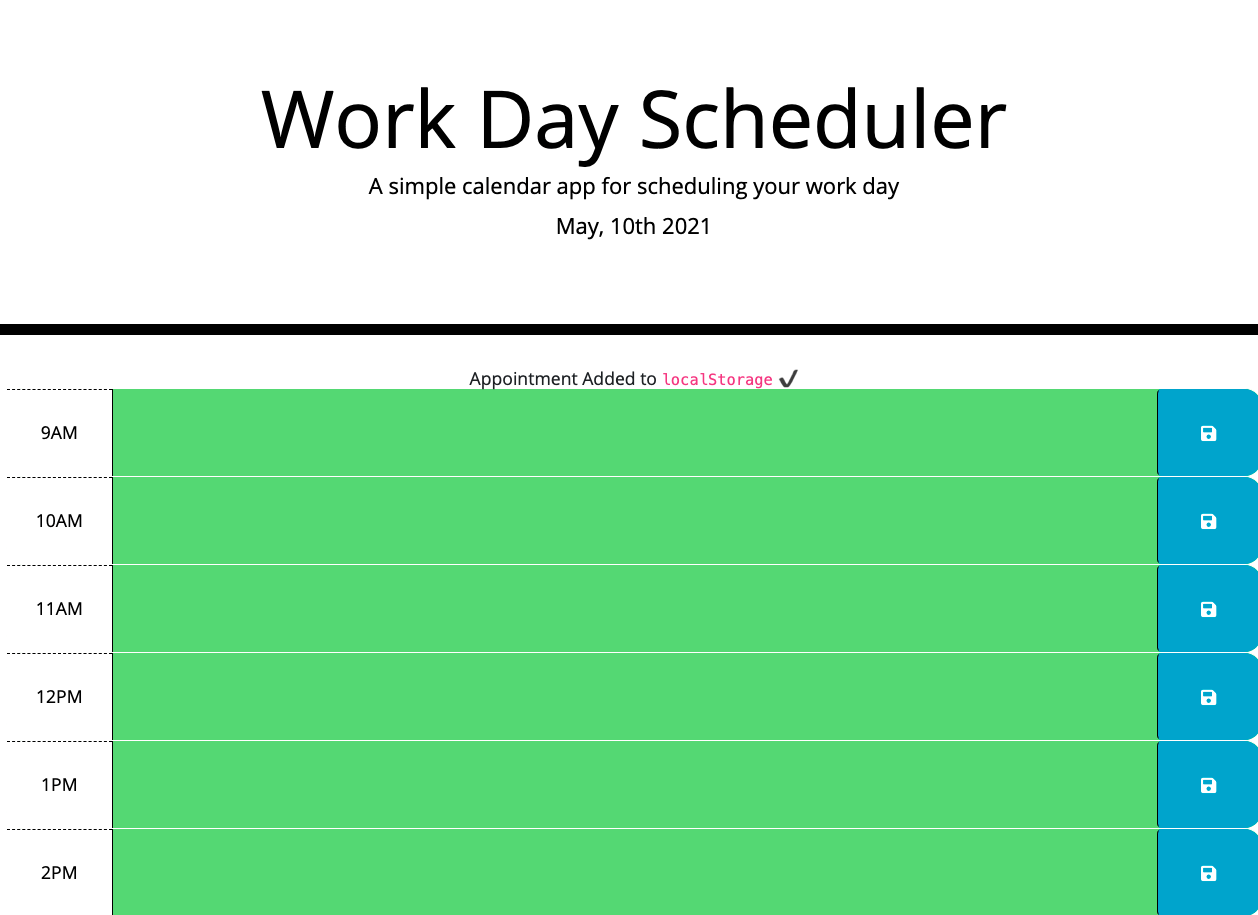 Work Day Scheduler
A simple calendar app for scheduling your work day
May, 10th 2021
Appointment Added to localStorage ✔
9AM
10AM
11AM
12PM
1PM
2PM